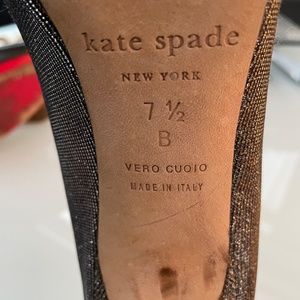 kate spade
NEW YORK
7 ½
B
VERO CUOIO
MADE IN ITALY